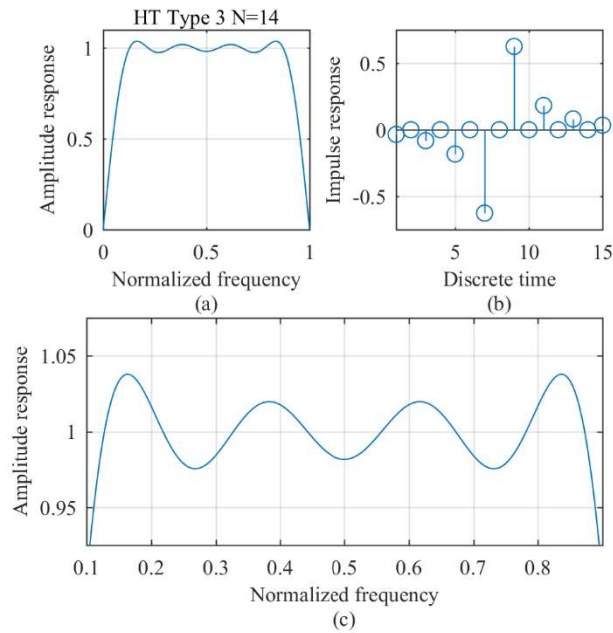 HT Type 3 N=14
Amplitude response
1
0.5
0
0 0.5 1
Normalized frequency
(a)
Impulse response
0.5
0
-0.5
5 10 15
Discrete time
(b)
Amplitude response
1.05
1
0.95
0.1 0.2 0.3 0.4 0.5 0.6 0.7 0.8
Normalized frequency
(c)